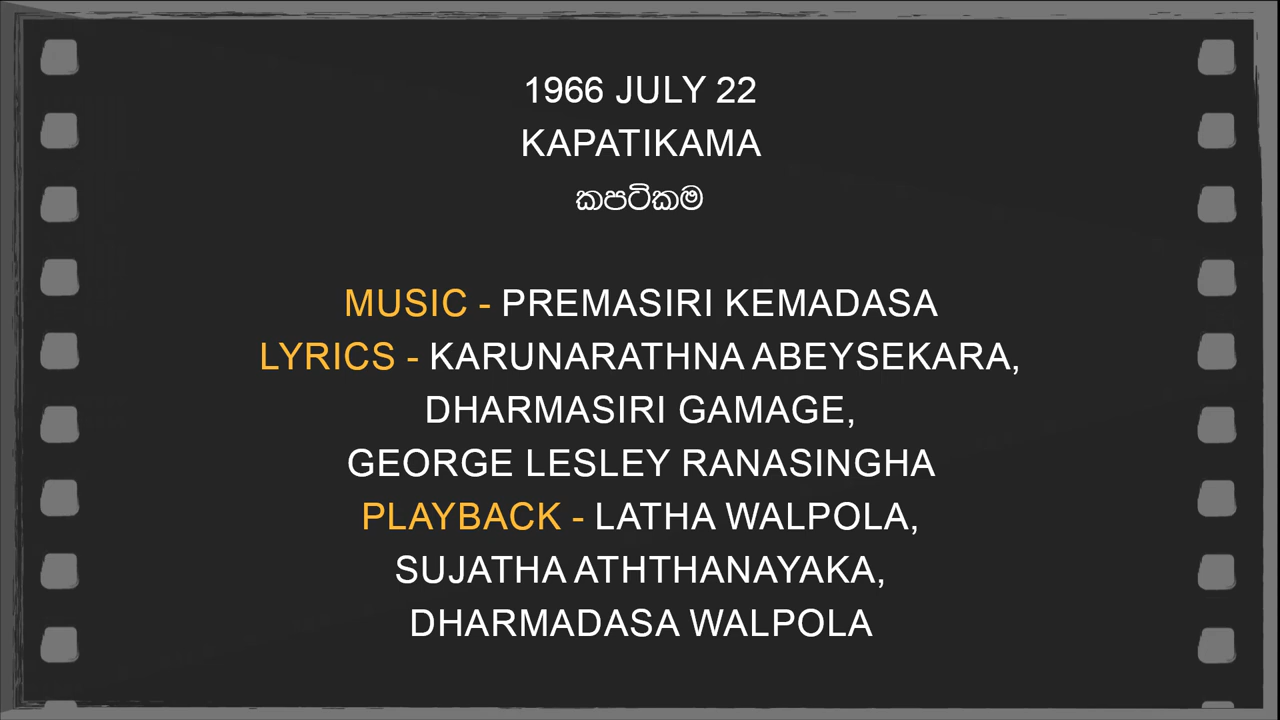 1966 JULY 22
KAPATIKAMA
කපටිකම
MUSIC - PREMASIRI KEMADASA
LYRICS - KARUNARATHNA ABEYSEKARA,
DHARMASIRI GAMAGE,
GEORGE LESLEY RANASINGHA
PLAYBACK - LATHA WALPOLA,
SUJATHA ATHTHANAYAKA,
DHARMADASA WALPOLA